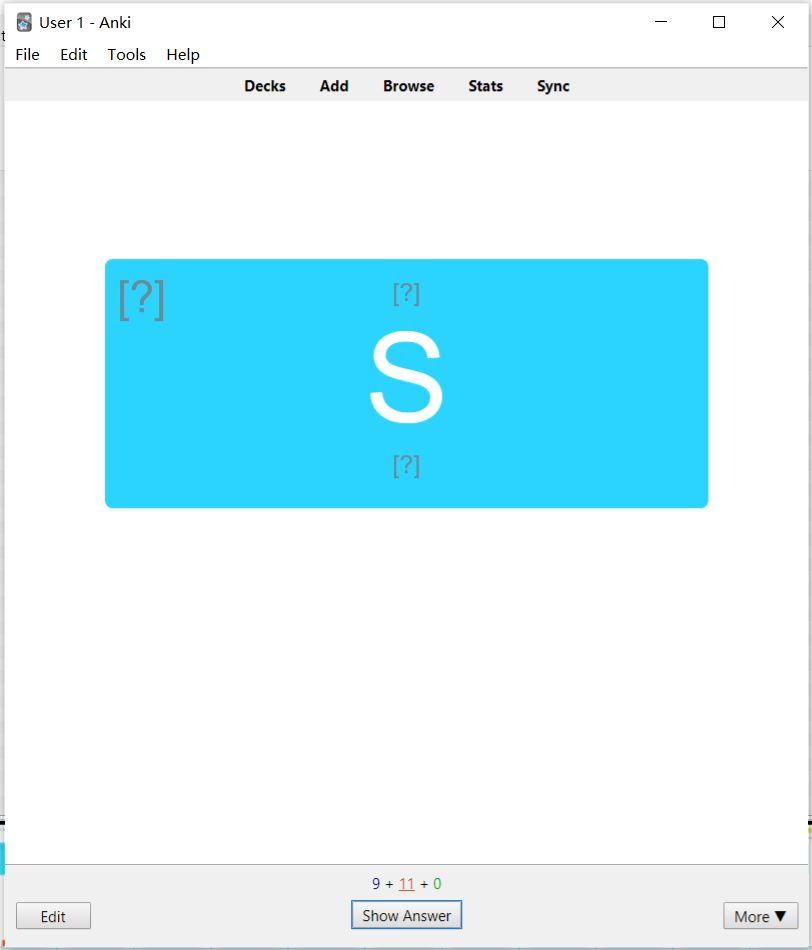 User 1 - Anki
File Edit Tools Help
Decks Add Browse Stats Sync
[?] [?]
S
[?]
9 + 11 + 0
Edit Show Answer More ▼